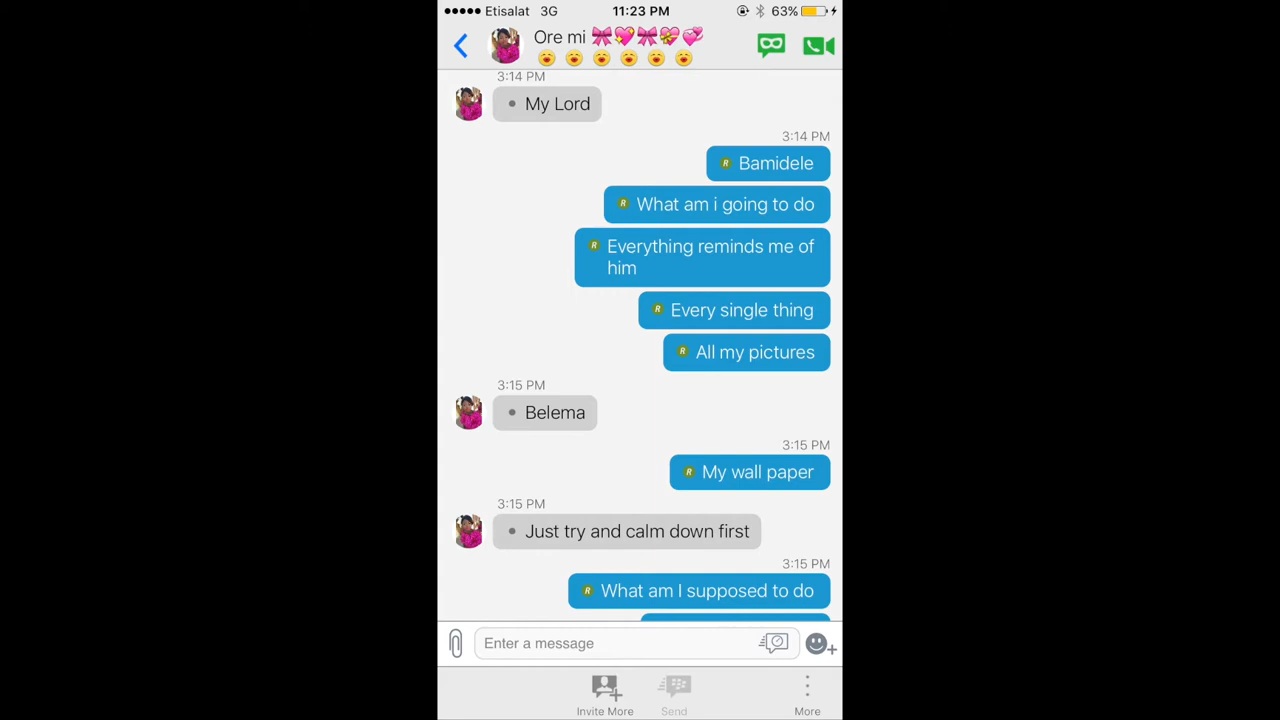 Etisalat 3G 11:23 PM 63%
Ore mi 🎀💖🎀💝💞
😊😊😊😊😊😊
3:14 PM
My Lord
3:14 PM
R Bamidele
R What am i going to do
R Everything reminds me of
him
R Every single thing
R All my pictures
3:15 PM
Belema
3:15 PM
R My wall paper
3:15 PM
Just try and calm down first
3:15 PM
R What am I supposed to do
Enter a message
Invite More Send More